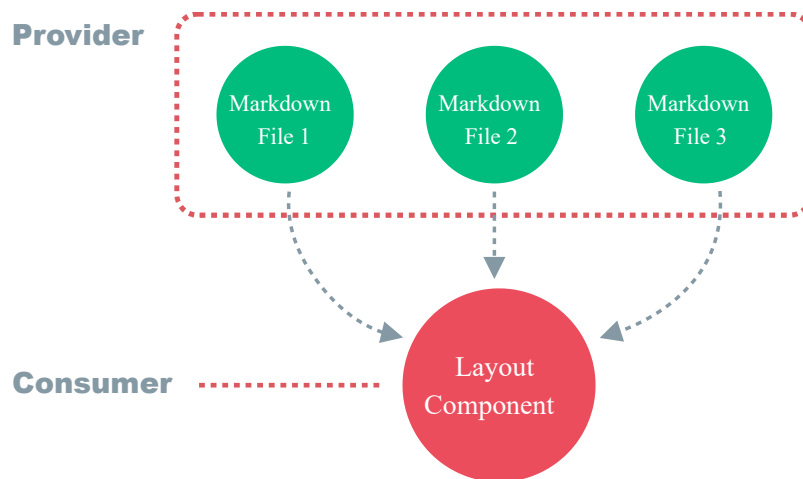 Provider
Markdown
File 1
Markdown
File 2
Markdown
File 3
Layout
Component
Consumer